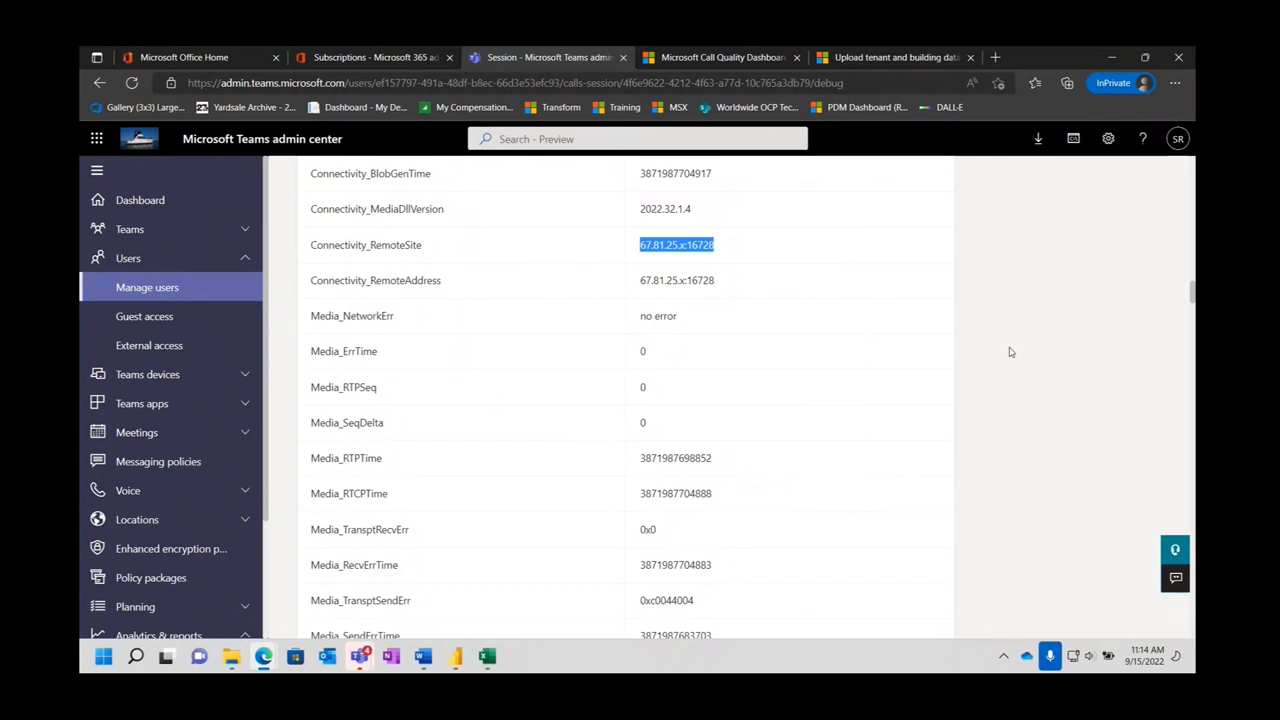 Microsoft Office Home
Subscriptions - Microsoft 365 ad
Session - Microsoft Teams admin
Microsoft Call Quality Dashboar
Upload tenant and building dat
https://admin.teams.microsoft.com/users/ef157797-491a-48df-b8ec-66d3e53efc93/calls-session/4f6e9622-4212-4f63-a77d-10c765a3db79/debug
InPrivate
Gallery (3x3) Large...
Yardsale Archive - 2...
Dashboard - My De...
My Compensation...
Transform
Training
MSX
Worldwide OCP Tec...
PDM Dashboard (R...
DALL-E
Microsoft Teams admin center
Search - Preview
SR
Dashboard
Teams
Users
Manage users
Guest access
External access
Teams devices
Teams apps
Meetings
Messaging policies
Voice
Locations
Enhanced encryption p...
Policy packages
Planning
Analytics & reports
Connectivity_BlobGenTime 3871987704917
Connectivity_MediaDllVersion 2022.32.1.4
Connectivity_RemoteSite 67.81.25.x:16728
Connectivity_RemoteAddress 67.81.25.x:16728
Media_NetworkErr no error
Media_ErrTime 0
Media_RTPSeq 0
Media_SeqDelta 0
Media_RTPTime 3871987698852
Media_RTCPTime 3871987704888
Media_TransptRecvErr 0x0
Media_RecvErrTime 3871987704883
Media_TransptSendErr 0xc0044004
Media_SendErrTime 3871987683703
4
11:14 AM
9/15/2022